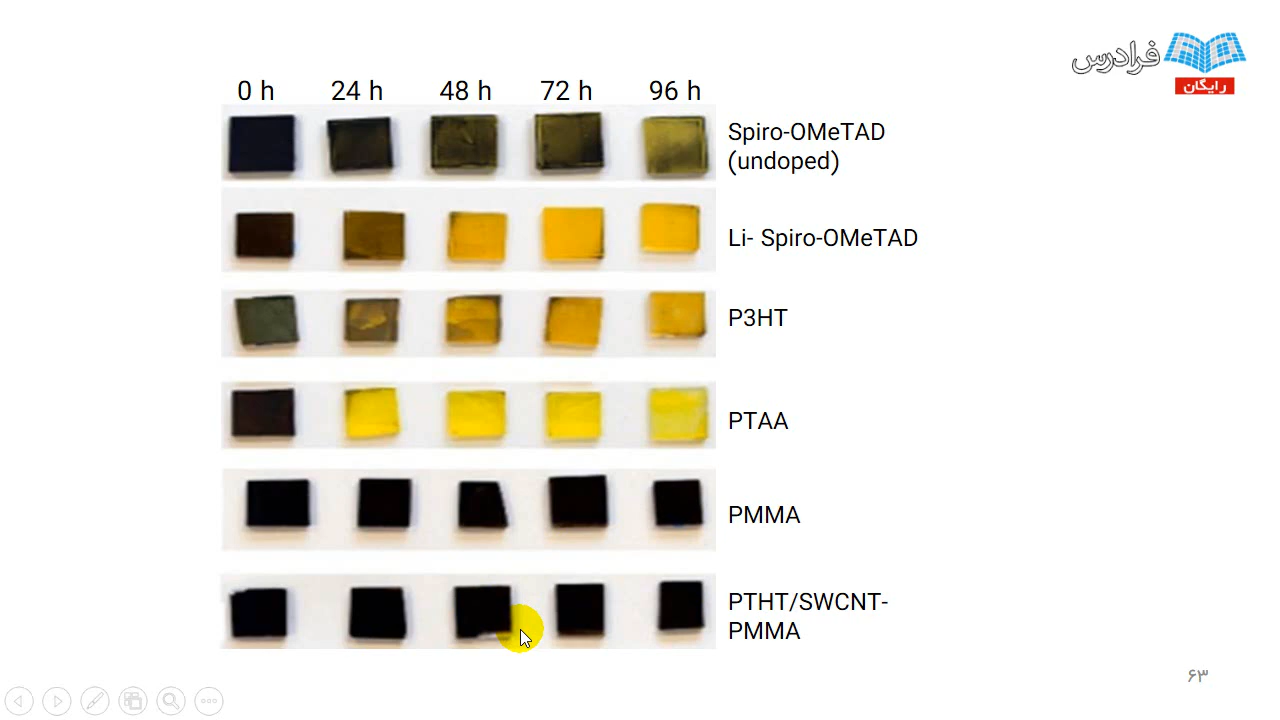 فرادرس
رایگان
0 h 24 h 48 h 72 h 96 h
Spiro-OMeTAD
(undoped)
Li- Spiro-OMeTAD
P3HT
PTAA
PMMA
PTHT/SWCNT-
PMMA
۶۳